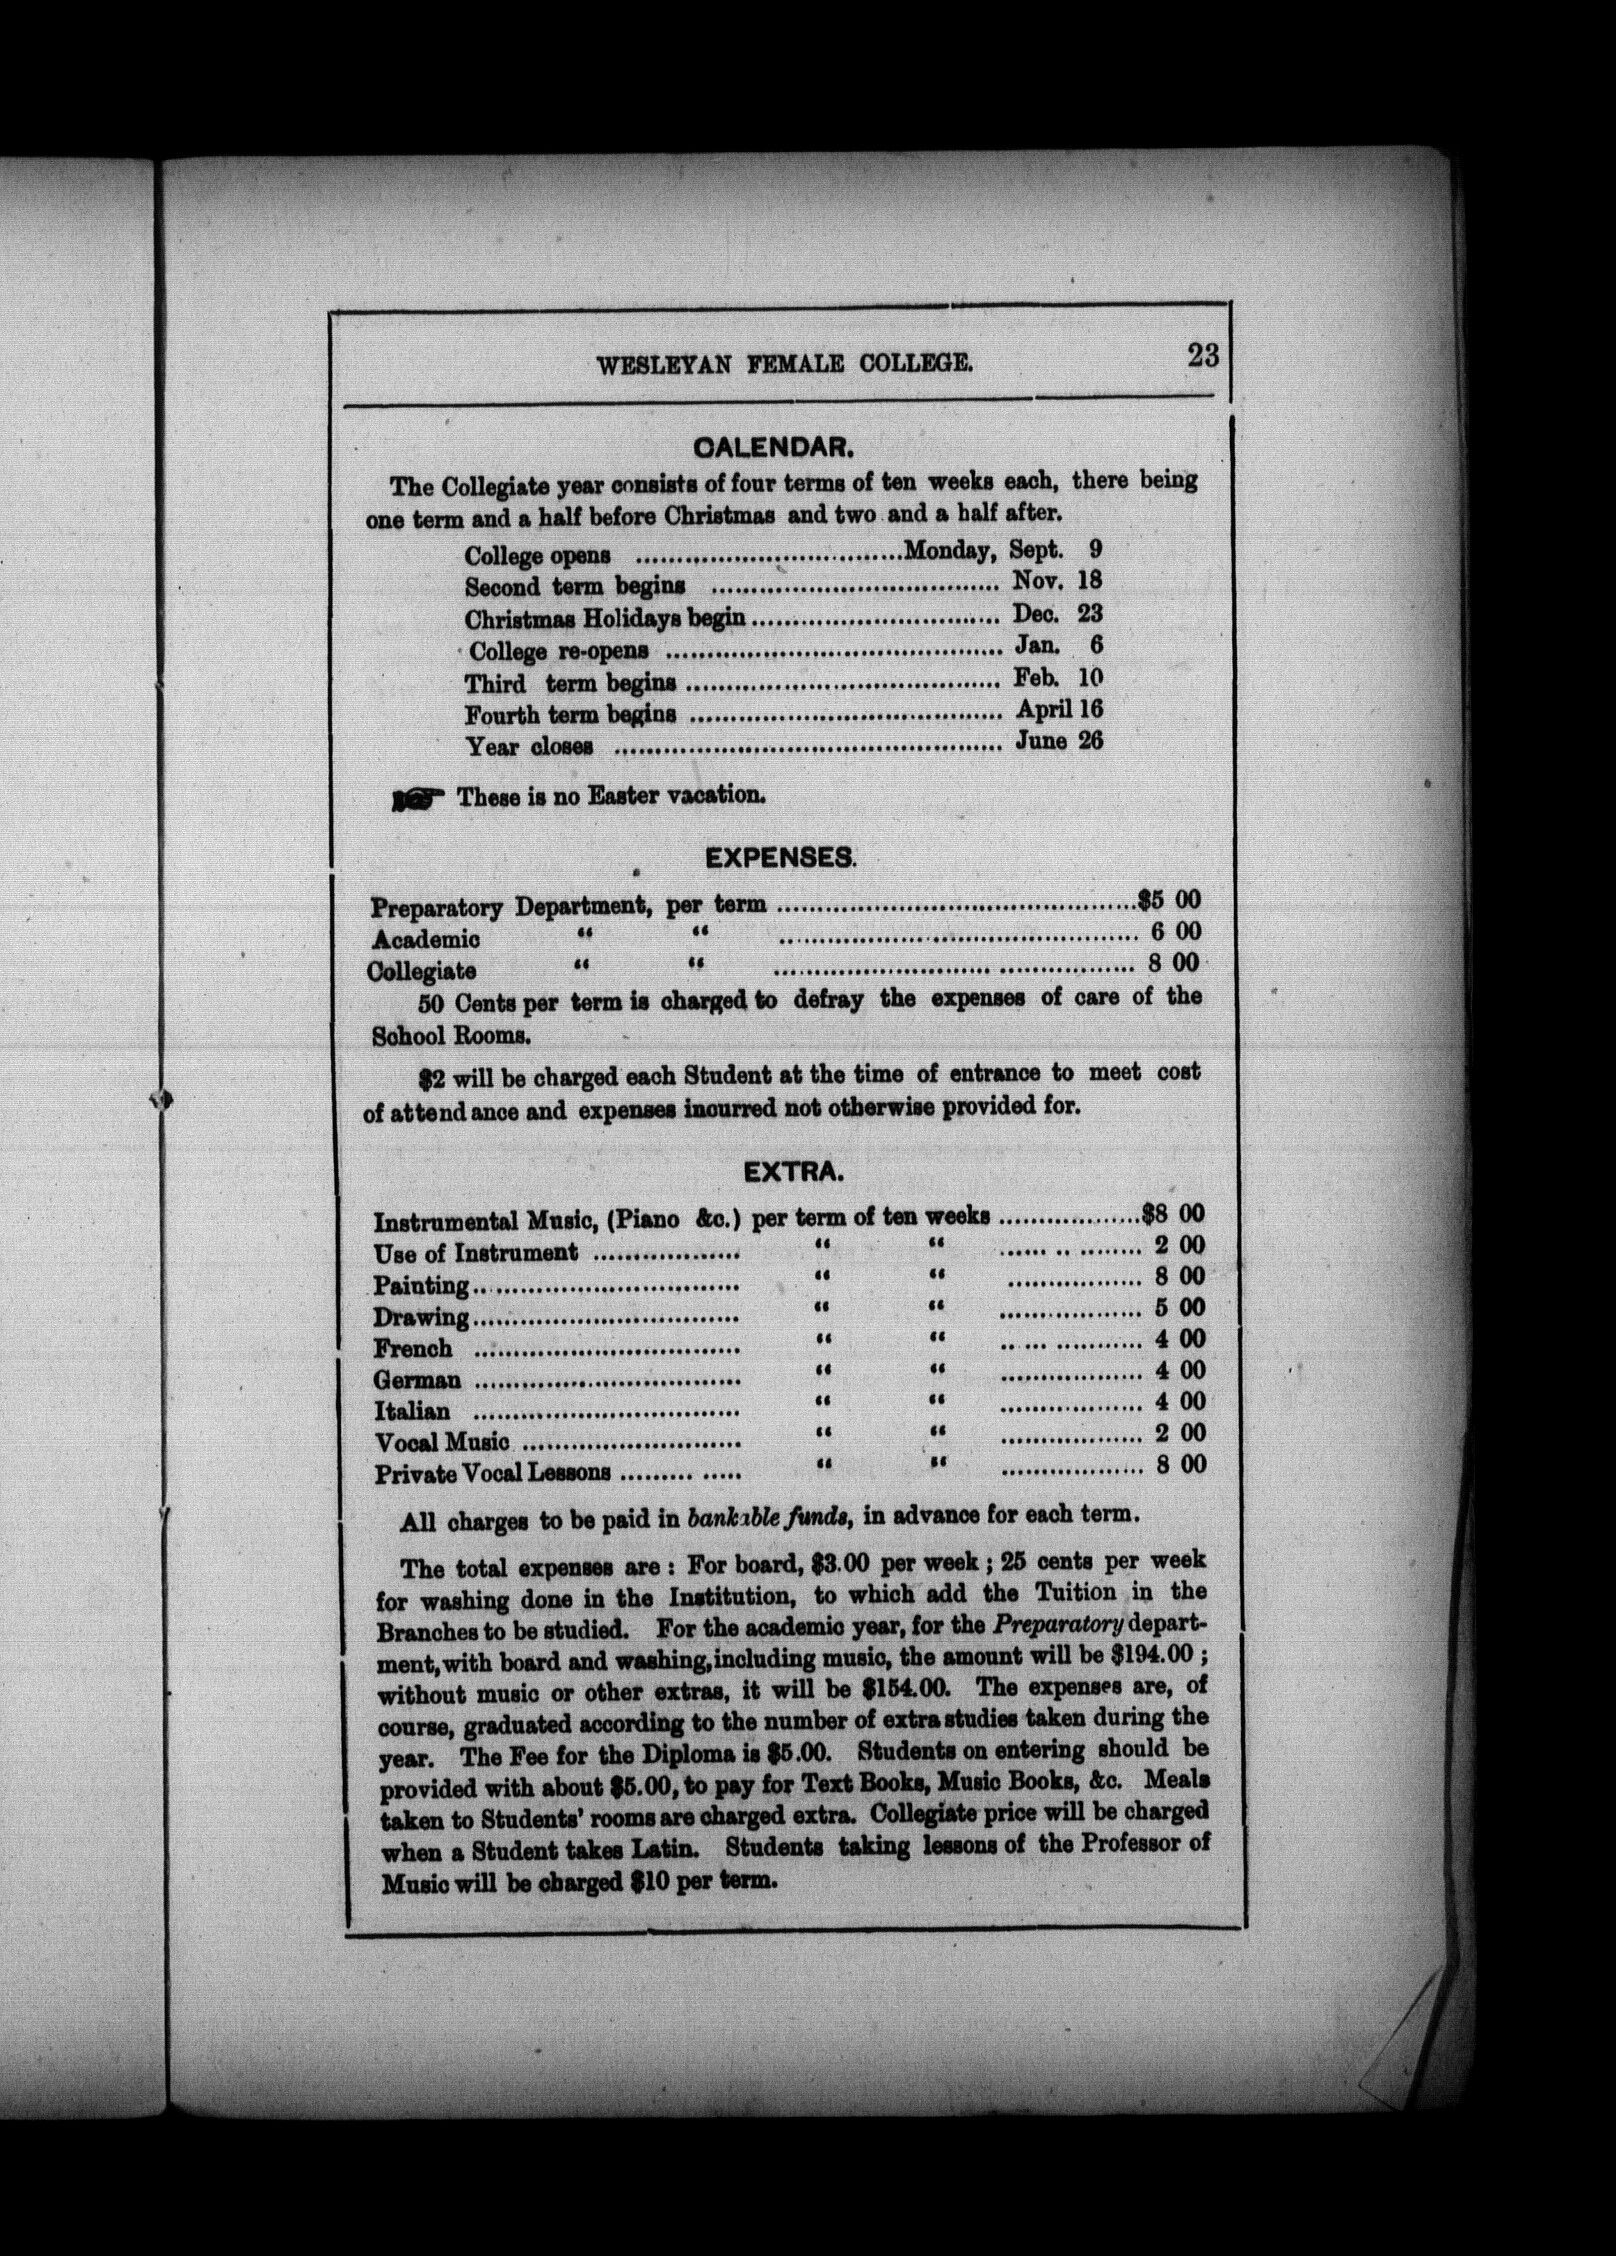 WESLEYAN FEMALE COLLEGE. 23
CALENDAR.
The Collegiate year consists of four terms of ten weeks each, there being
one term and a half before Christmas and two and a half after.
College opens ................................Monday, Sept. 9
Second term begins .................................. Nov. 18
Christmas Holidays begin.............................. Dec. 23
College re-opens ........................................ Jan. 6
Third term begins ..................................... Feb. 10
Fourth term begins ..................................... April 16
Year closes .............................................. June 26
☞ These is no Easter vacation.
EXPENSES.
Preparatory Department, per term ...........................................$5 00
Academic “ “ ........................................... 6 00
Collegiate “ “ ........................................... 8 00
50 Cents per term is charged to defray the expenses of care of the
School Rooms.
$2 will be charged each Student at the time of entrance to meet cost
of attendance and expenses incurred not otherwise provided for.
EXTRA.
Instrumental Music, (Piano &c.) per term of ten weeks ..................$8 00
Use of Instrument .................. “ “ ...... .. ........ 2 00
Painting................................ “ “ ................. 8 00
Drawing................................. “ “ .................. 5 00
French ................................. “ “ .. ... ........... 4 00
German ................................. “ “ .................. 4 00
Italian ................................. “ “ .................. 4 00
Vocal Music ........................... “ “ .................. 2 00
Private Vocal Lessons ......... ..... “ “ .................. 8 00
All charges to be paid in bankable funds, in advance for each term.
The total expenses are : For board, $3.00 per week ; 25 cents per week
for washing done in the Institution, to which add the Tuition in the
Branches to be studied. For the academic year, for the Preparatory depart-
ment, with board and washing, including music, the amount will be $194.00 ;
without music or other extras, it will be $154.00. The expenses are, of
course, graduated according to the number of extra studies taken during the
year. The Fee for the Diploma is $5.00. Students on entering should be
provided with about $5.00, to pay for Text Books, Music Books, &c. Meals
taken to Students’ rooms are charged extra. Collegiate price will be charged
when a Student takes Latin. Students taking lessons of the Professor of
Music will be charged $10 per term.